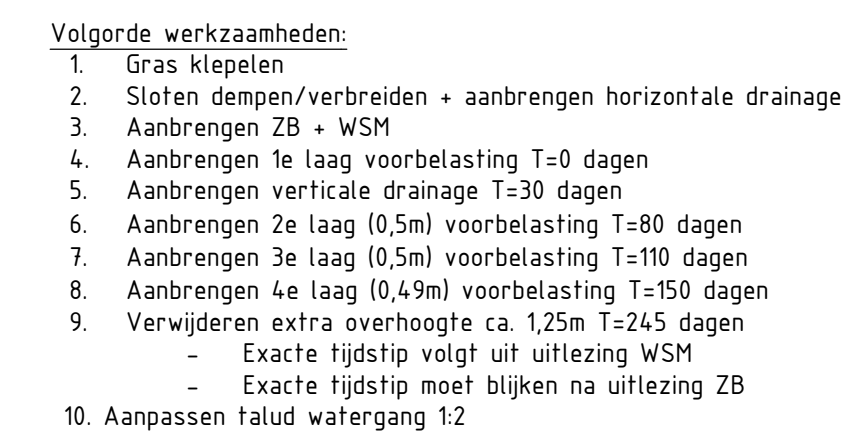 Volgorde werkzaamheden:
1. Gras klepelen
2. Sloten dempen/verbreiden + aanbrengen horizontale drainage
3. Aanbrengen ZB + WSM
4. Aanbrengen 1e laag voorbelasting T=0 dagen
5. Aanbrengen verticale drainage T=30 dagen
6. Aanbrengen 2e laag (0,5m) voorbelasting T=80 dagen
7. Aanbrengen 3e laag (0,5m) voorbelasting T=110 dagen
8. Aanbrengen 4e laag (0,49m) voorbelasting T=150 dagen
9. Verwijderen extra overhoogte ca. 1,25m T=245 dagen
- Exacte tijdstip volgt uit uitlezing WSM
- Exacte tijdstip moet blijken na uitlezing ZB
10. Aanpassen talud watergang 1:2